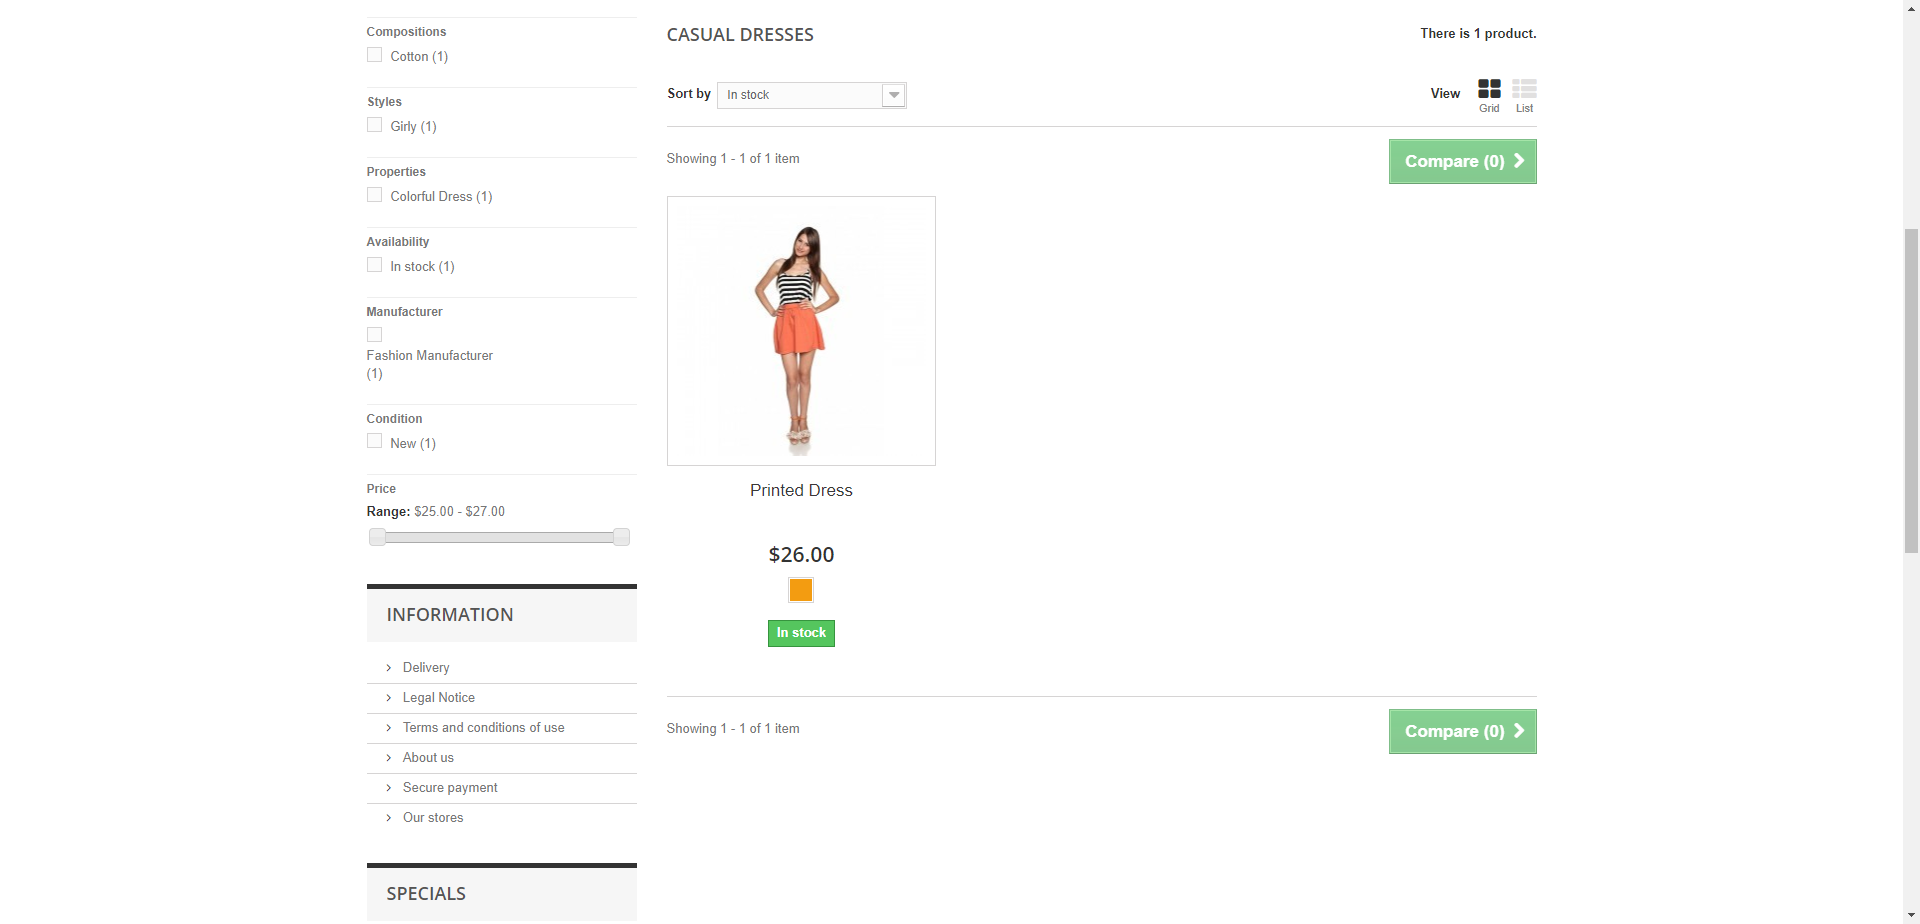 Compositions
Cotton (1)
Styles
Girly (1)
Properties
Colorful Dress (1)
Availability
In stock (1)
Manufacturer
Fashion Manufacturer
(1)
Condition
New (1)
Price
Range: $25.00 - $27.00
INFORMATION
Delivery
Legal Notice
Terms and conditions of use
About us
Secure payment
Our stores
SPECIALS
CASUAL DRESSES
There is 1 product.
Sort by In stock
View
Grid
List
Showing 1 - 1 of 1 item
Compare (0)
Printed Dress
$26.00
In stock
Showing 1 - 1 of 1 item
Compare (0)